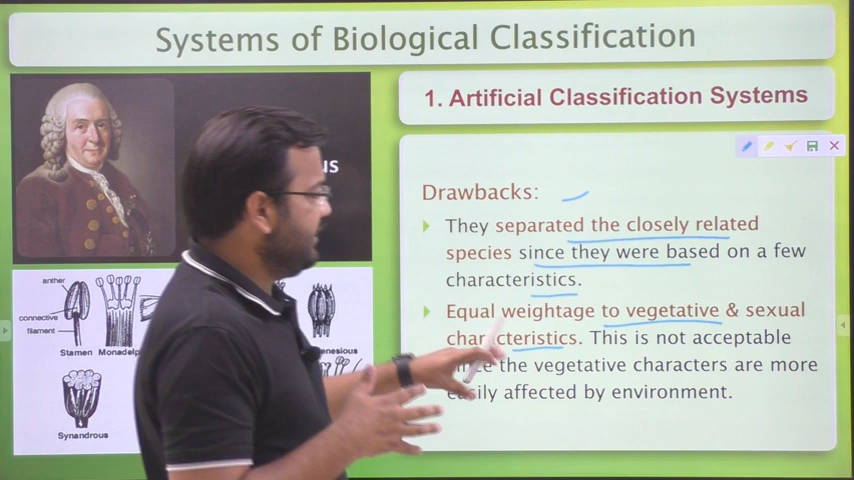 Systems of Biological Classification
us
1. Artificial Classification Systems
Drawbacks:
They separated the closely related
species since they were based on a few
characteristics.
Equal weightage to vegetative & sexual
characteristics. This is not acceptable
the vegetative characters are more
easily affected by environment.
anther
connective
filament
Stamen
Synandrous